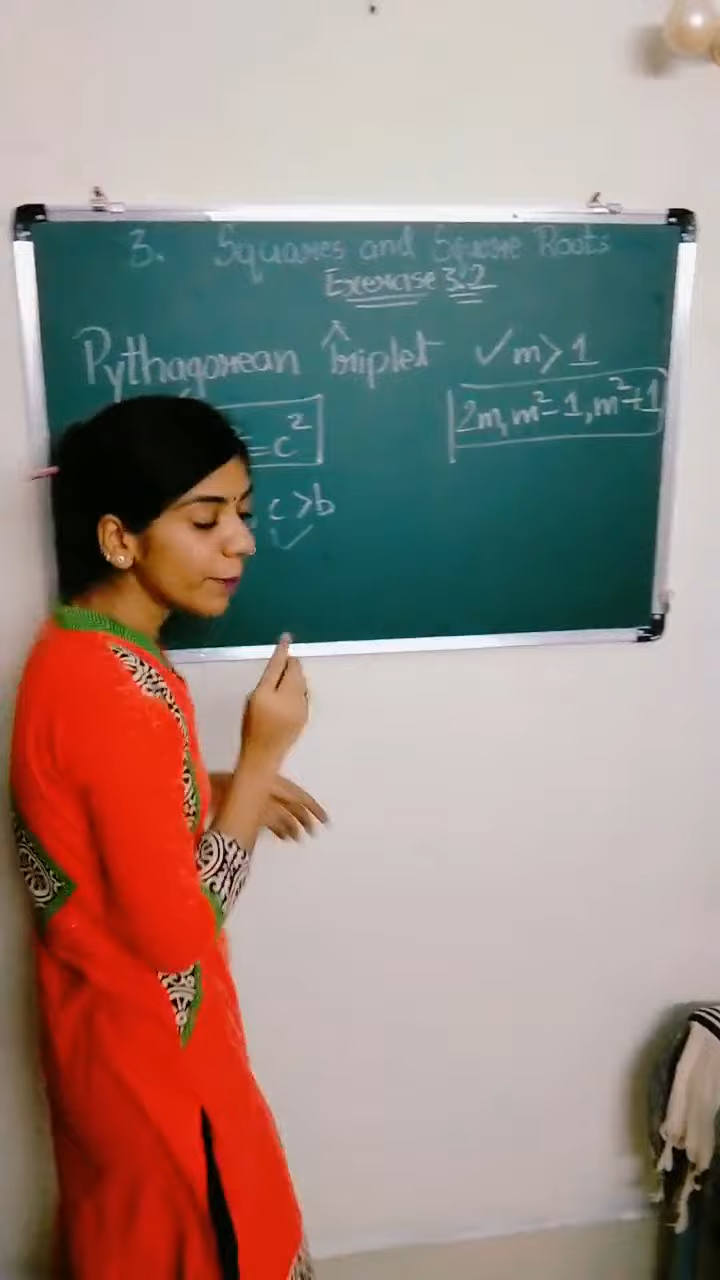 3. Squares and Square Roots
Exercise 3.2
Pythagorean triplet ✓ m > 1
= c²
2m, m² - 1, m² + 1
c > b